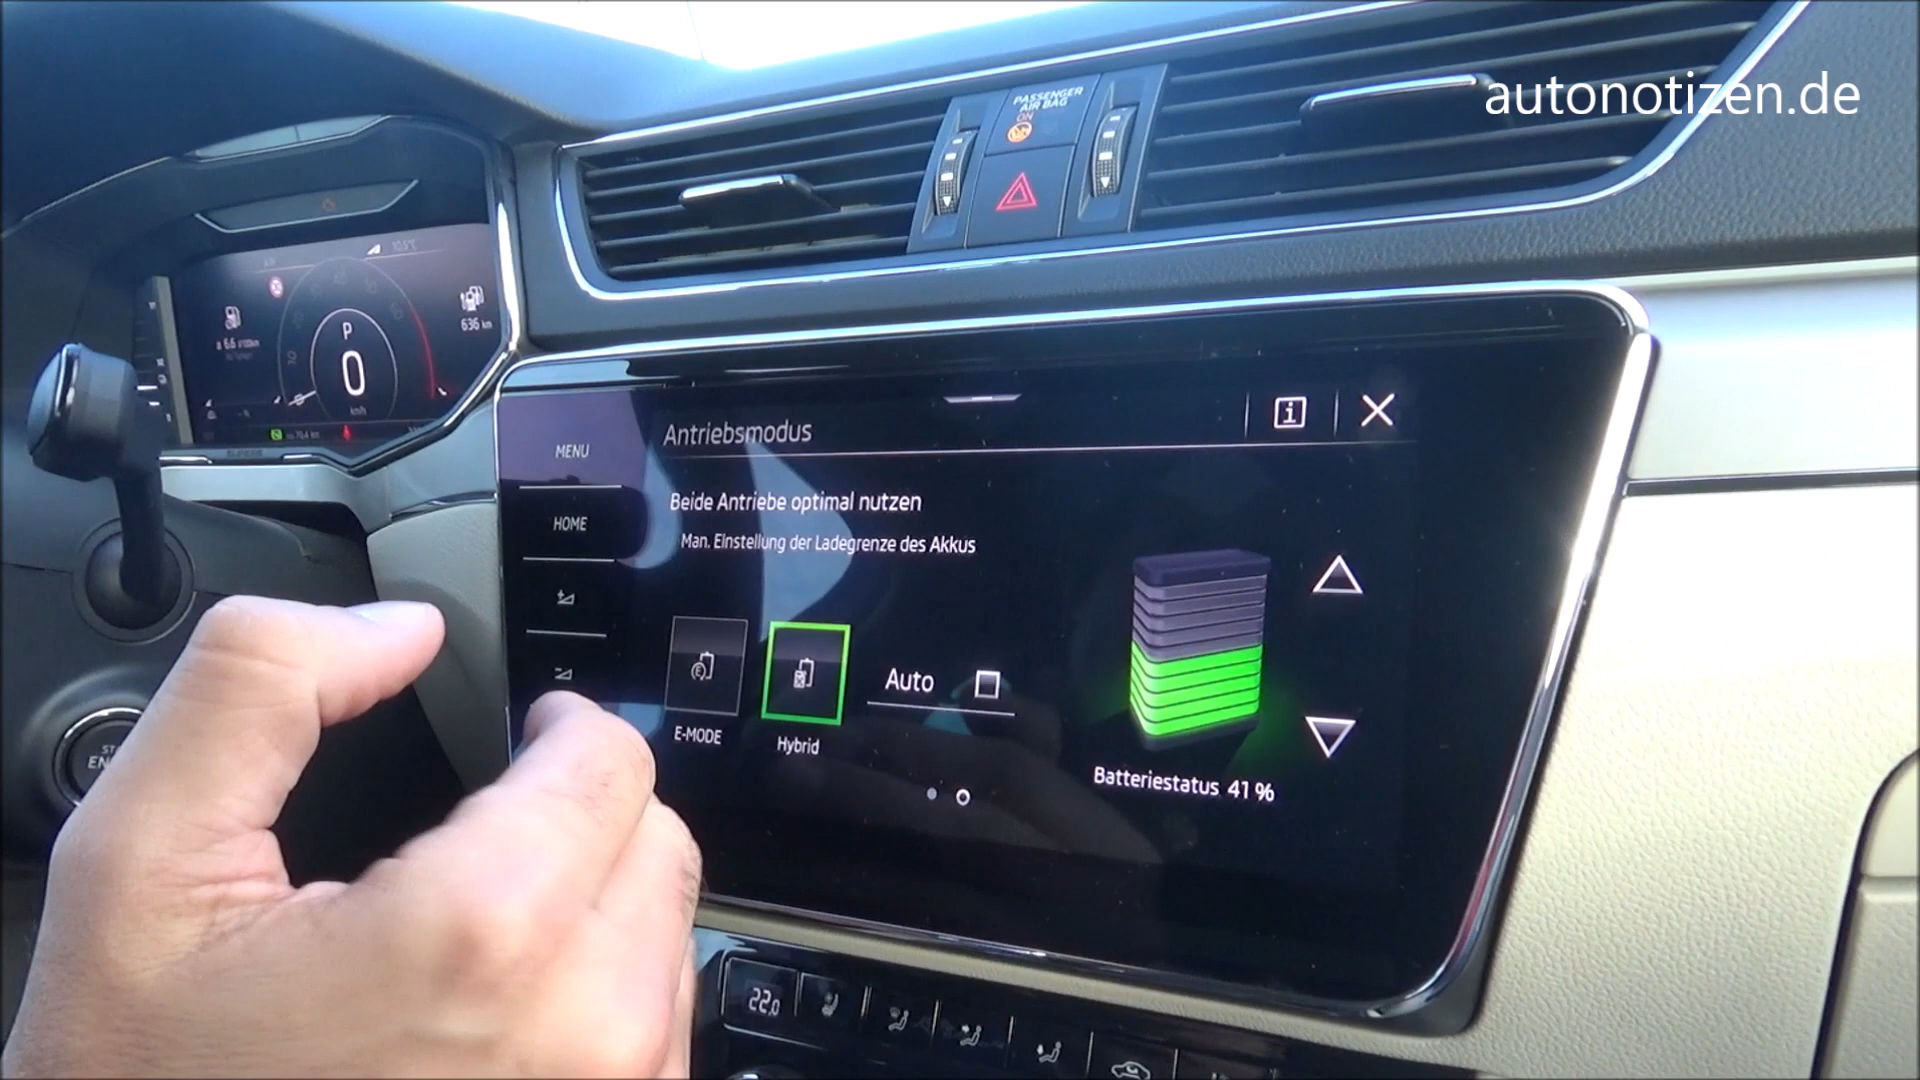 autonotizen.de
PASSENGER
AIR BAG
ON
P
0
km/h
636 km
MENU
HOME
Antriebsmodus
Beide Antriebe optimal nutzen
Man. Einstellung der Ladegrenze des Akkus
E-MODE
Hybrid
Auto
Batteriestatus 41 %
22.0